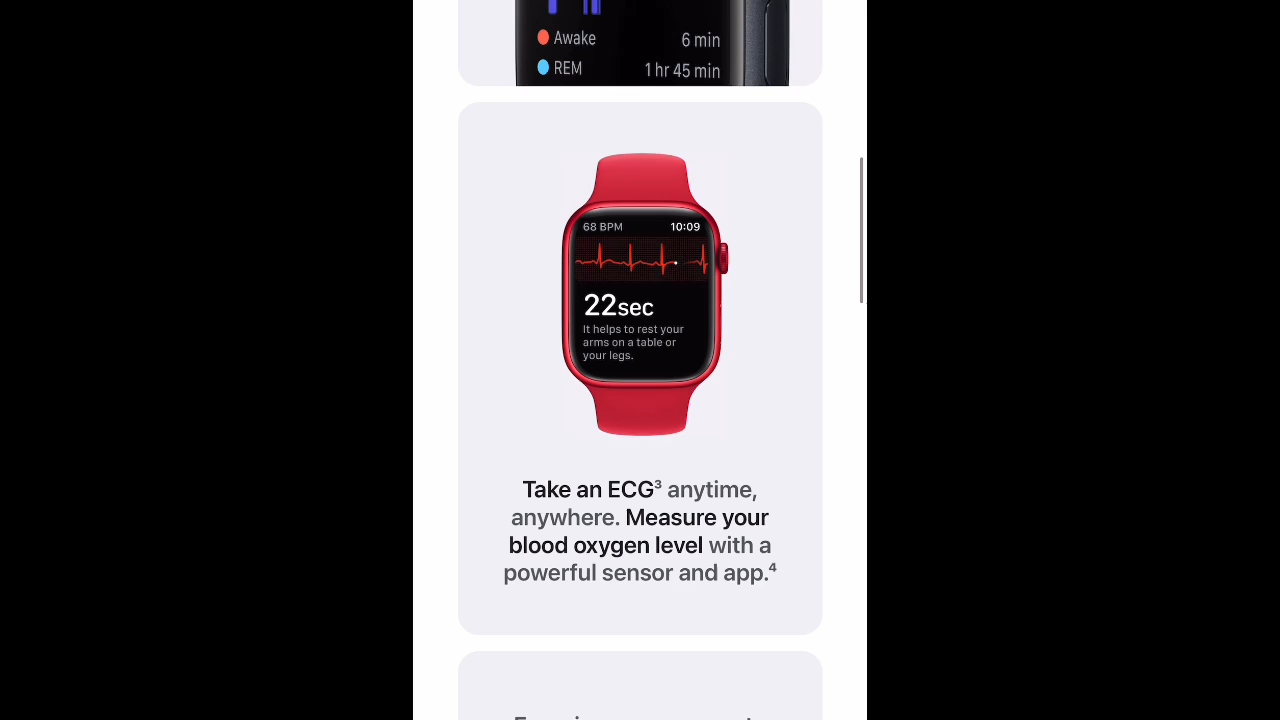 Awake 6 min
REM 1 hr 45 min
68 BPM 10:09
22sec
It helps to rest your
arms on a table or
your legs.
Take an ECG³ anytime,
anywhere. Measure your
blood oxygen level with a
powerful sensor and app.⁴